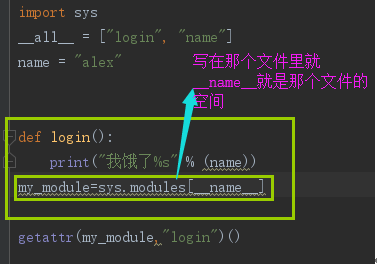 import sys
__all__ = ["login", "name"]
name = "alex"
写在那个文件里就
__name__就是那个文件的
空间
def login():
print("我饿了%s" % (name))
my_module=sys.modules[__name__]
getattr(my_module,"login")()